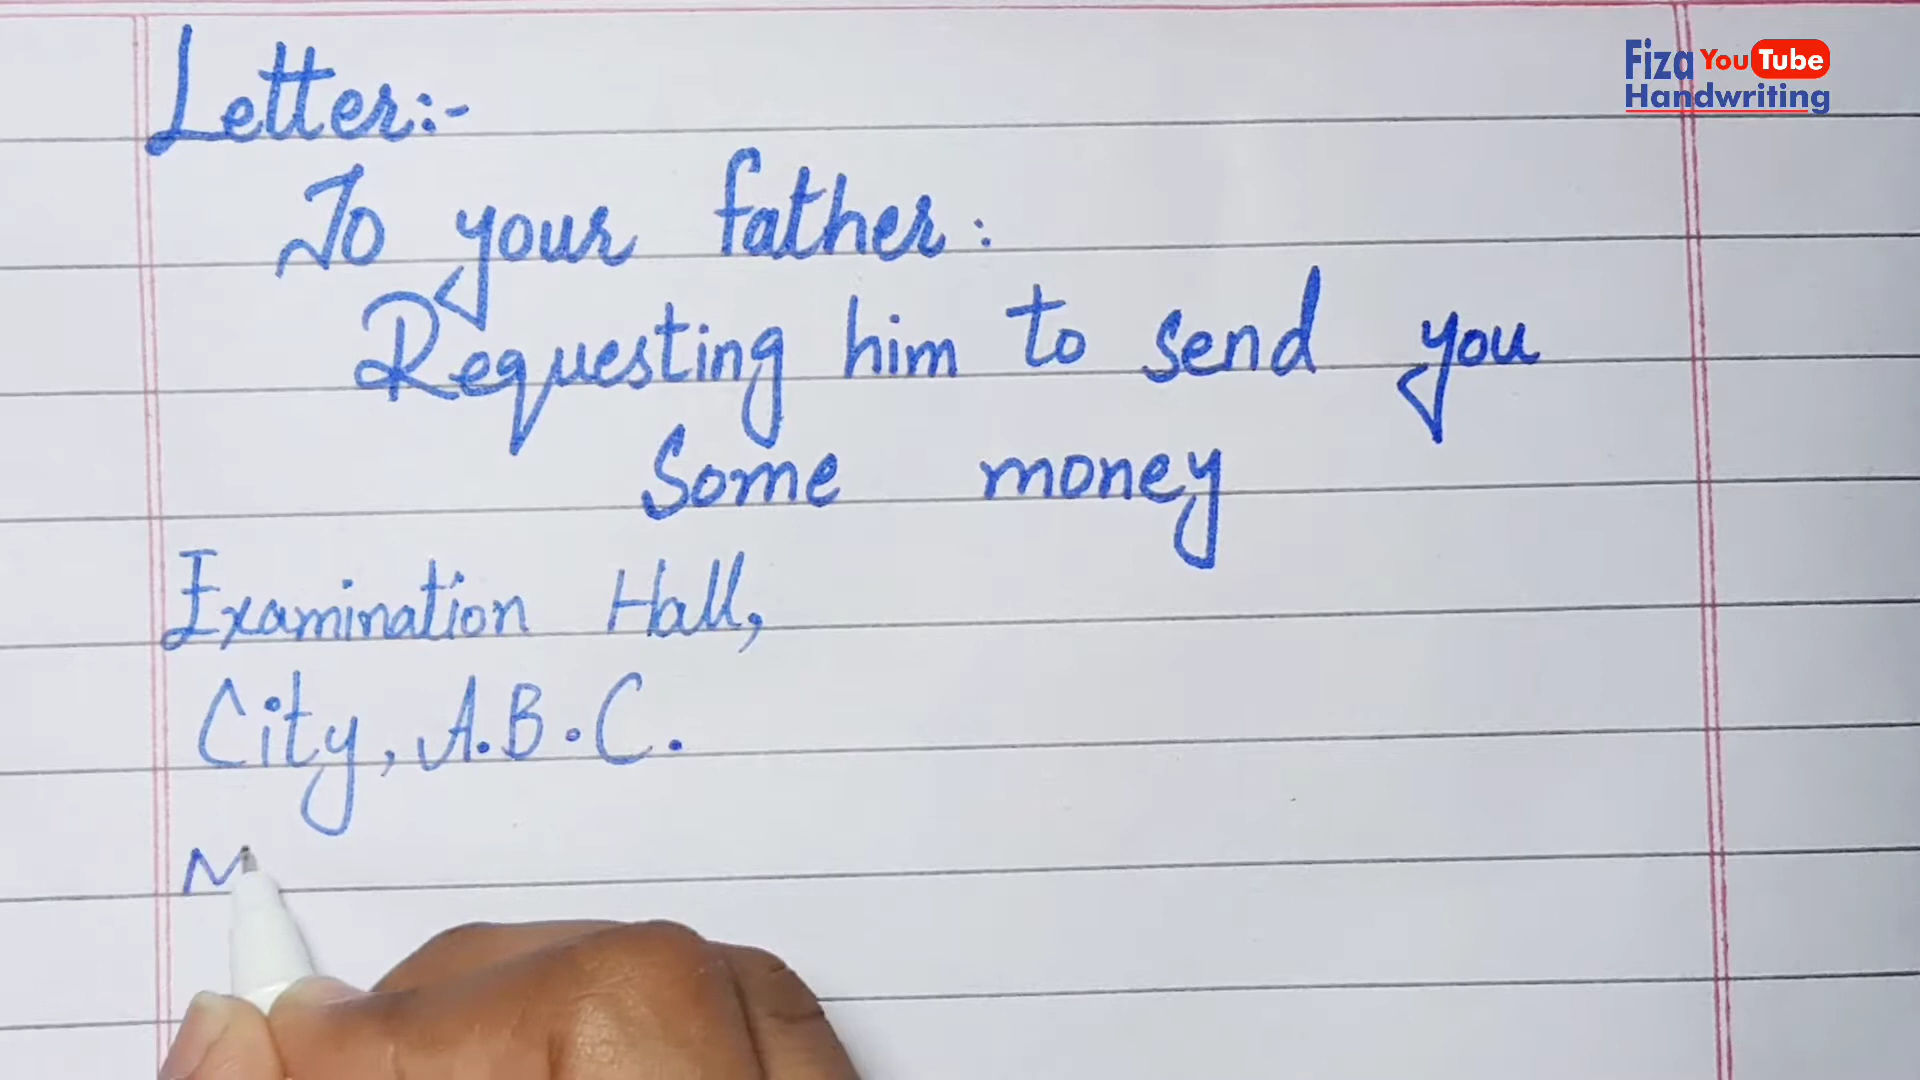 Fiza YouTube
Handwriting
Letter:-
To your father:
Requesting him to send you
Some money
Examination Hall,
City, A.B.C.